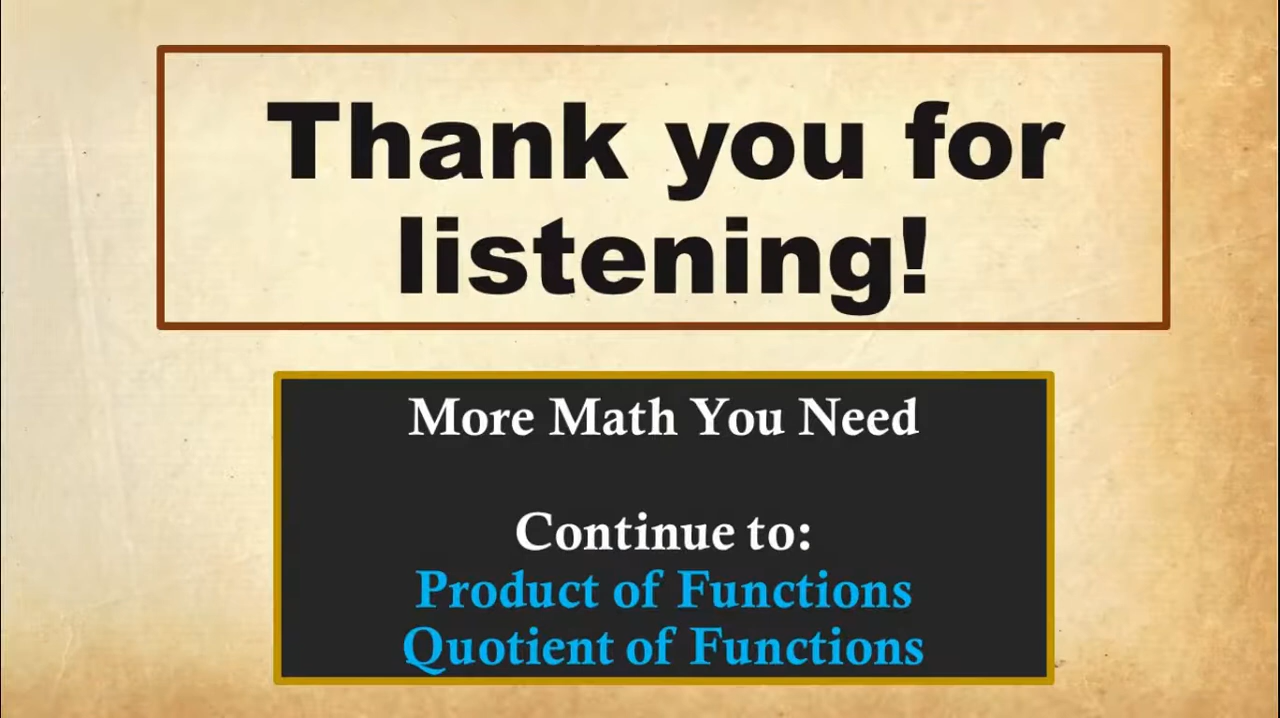 Thank you for
listening!
More Math You Need
Continue to:
Product of Functions
Quotient of Functions